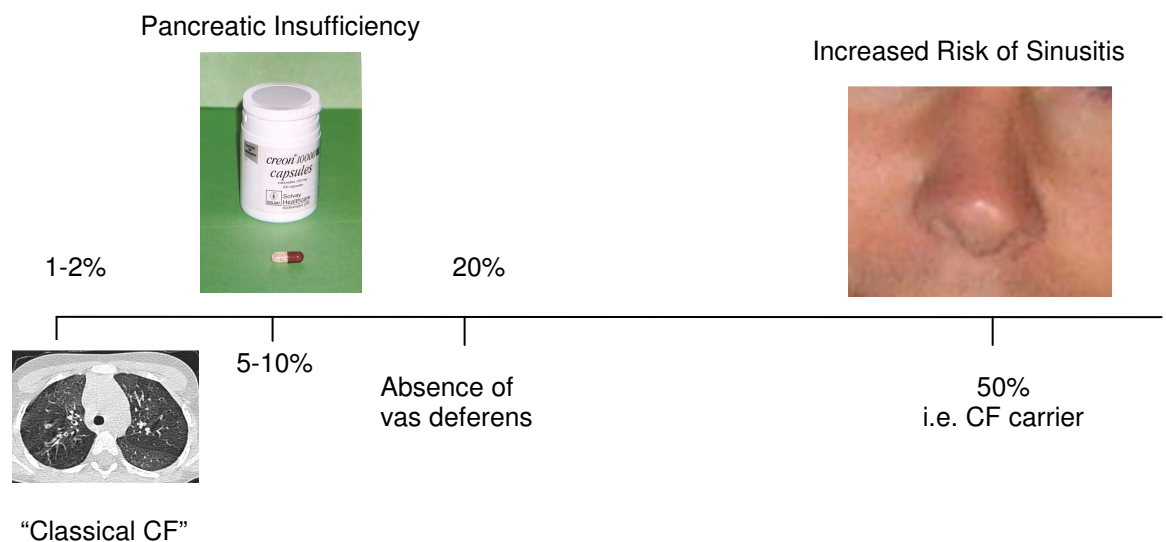 Pancreatic Insufficiency
Increased Risk of Sinusitis
creon® 10000
capsules
Solvay
Healthcare
1-2%
20%
5-10%
Absence of
vas deferens
50%
i.e. CF carrier
“Classical CF”